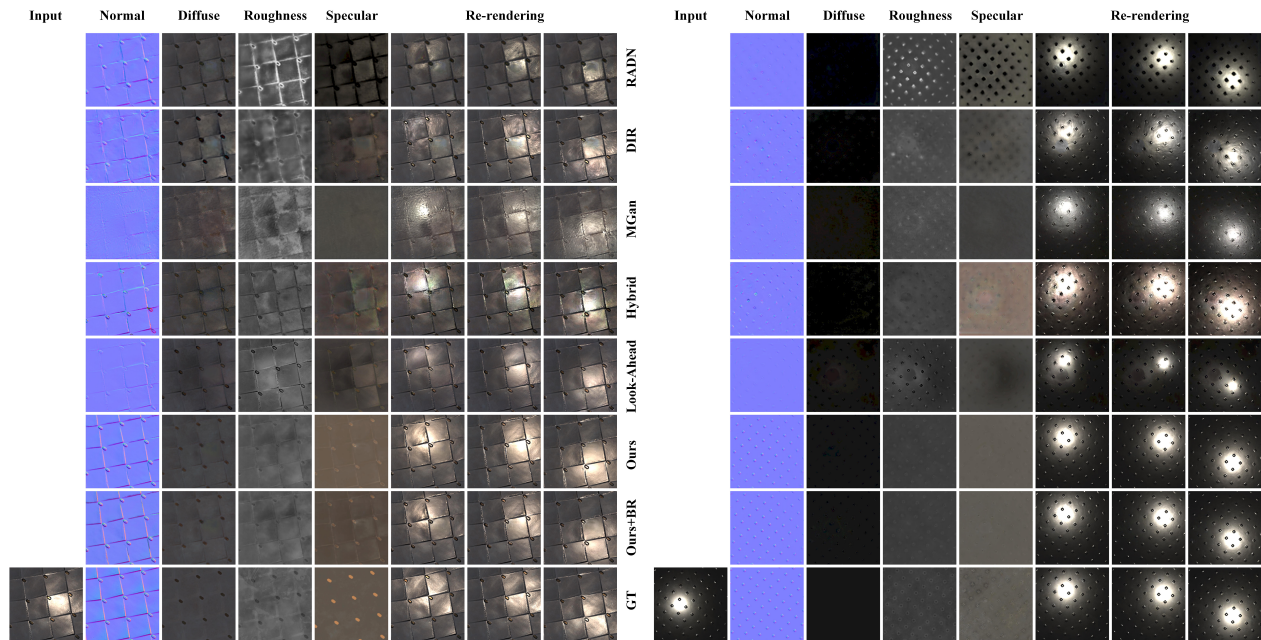 Input Normal Diffuse Roughness Specular Re-rendering Input Normal Diffuse Roughness Specular Re-rendering
RADN
DIR
MGan
Hybrid
Look-Ahead
Ours
Ours+BR
GT